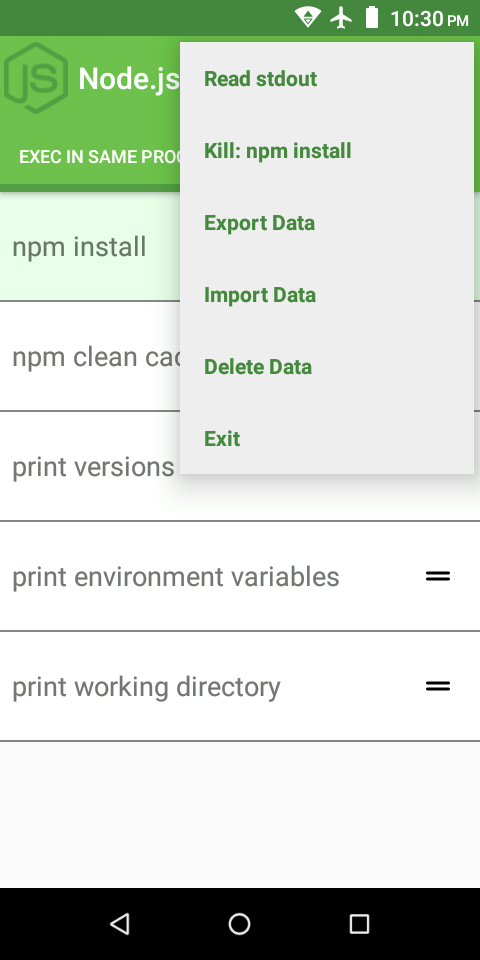 10:30 PM
JS
Node.js
EXEC IN SAME PROC
Read stdout
Kill: npm install
Export Data
Import Data
Delete Data
Exit
npm install
npm clean cac
print versions
print environment variables
print working directory